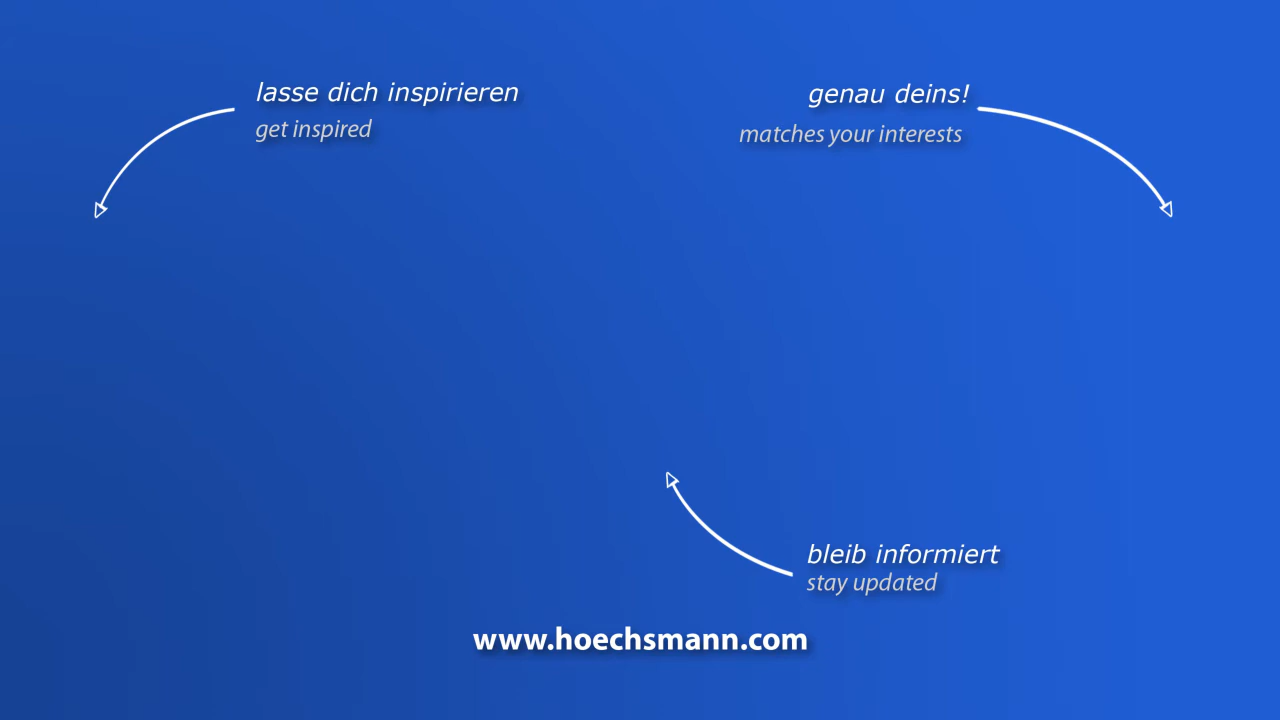 lasse dich inspirieren
get inspired
genau deins!
matches your interests
bleib informiert
stay updated
www.hoechsmann.com